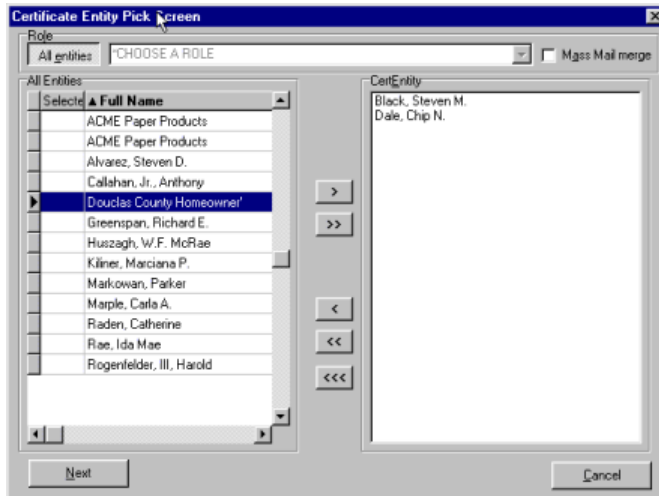 Certificate Entity Pick Screen
Role
All entities *CHOOSE A ROLE Mass Mail merge
All Entities
Selecte Full Name
ACME Paper Products
ACME Paper Products
Alvarez, Steven D.
Callahan, Jr., Anthony
Douclas County Homeowner'
Greenspan, Richard E.
Huszagh, W.F. McRae
Kiliner, Marciana P.
Markowan, Parker
Marple, Carla A.
Raden, Catherine
Rae, Ida Mae
Rogenfelder, III, Harold
>
>>
<
<<
<<<
CertEntity
Black, Steven M.
Dale, Chip N.
Next
Cancel